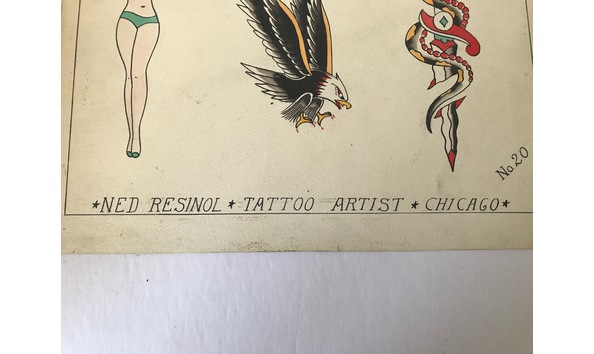 No. 20
★NED RESINOL★TATTOO ARTIST★CHICAGO★